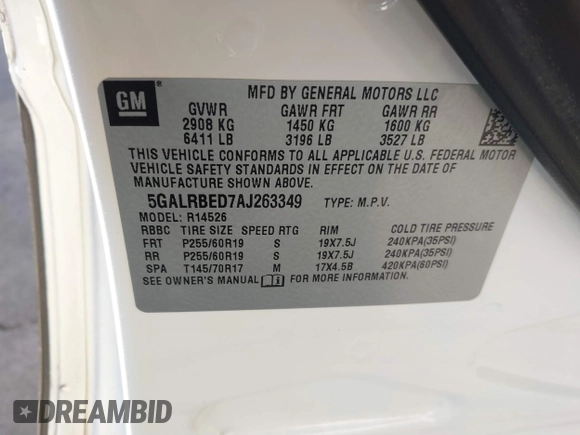 GM
MFD BY GENERAL MOTORS LLC
GVWR GAWR FRT GAWR RR
2908 KG 1450 KG 1600 KG
6411 LB 3196 LB 3527 LB
THIS VEHICLE CONFORMS TO ALL APPLICABLE U.S. FEDERAL MOTOR
VEHICLE SAFETY STANDARDS IN EFFECT ON THE DATE OF
MANUFACTURE SHOWN ABOVE.
5GALRBED7AJ263349 TYPE: M.P.V.
MODEL: R14526
RBBC TIRE SIZE SPEED RTG RIM COLD TIRE PRESSURE
FRT P255/60R19 S 19X7.5J 240KPA(35PSI)
RR P255/60R19 S 19X7.5J 240KPA(35PSI)
SPA T145/70R17 M 17X4.5B 420KPA(60PSI)
SEE OWNER'S MANUAL FOR MORE INFORMATION.
DREAMBID